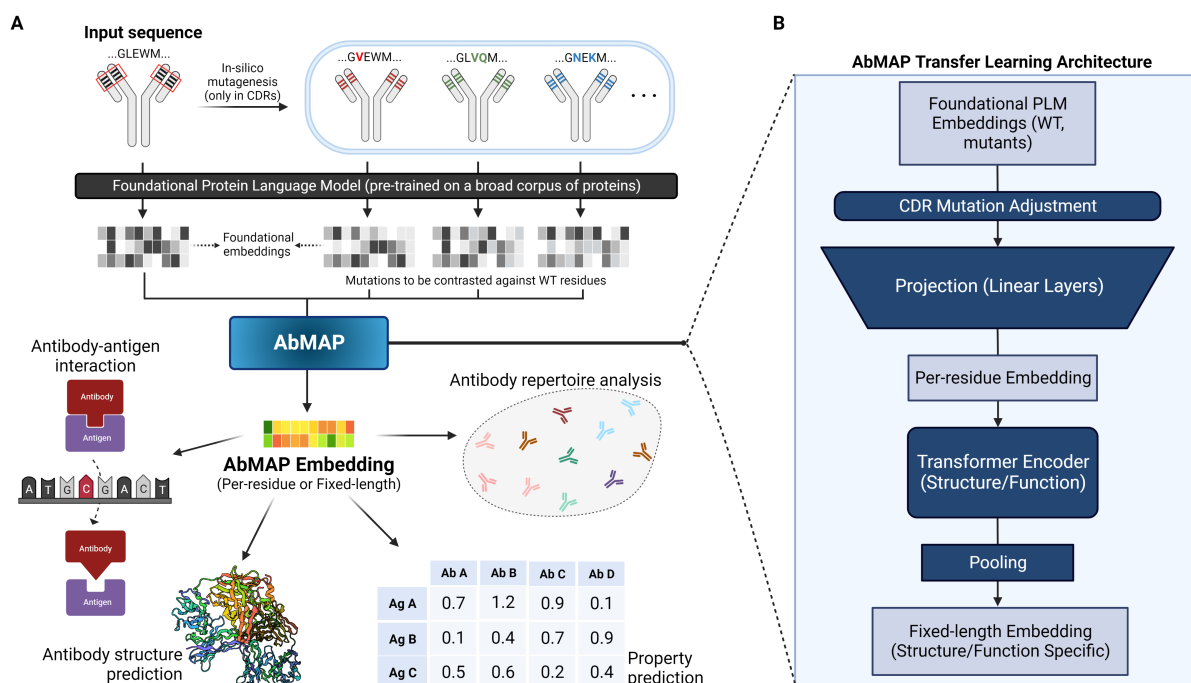 A
Input sequence
...GLEWM...
In-silico
mutagenesis
(only in CDRs)
...GVEWM...
...GLVQM...
...GNEKM...
...
Foundational Protein Language Model (pre-trained on a broad corpus of proteins)
Foundational
embeddings
Mutations to be contrasted against WT residues
AbMAP
Antibody-antigen
interaction
Antibody
Antigen
A T G C G A C T
Antibody
Antigen
AbMAP Embedding
(Per-residue or Fixed-length)
Antibody repertoire analysis
Antibody structure
prediction
Ab A Ab B Ab C Ab D
Ag A 0.7 1.2 0.9 0.1
Ag B 0.1 0.4 0.7 0.9
Ag C 0.5 0.6 0.2 0.4
Property
prediction
B
AbMAP Transfer Learning Architecture
Foundational PLM
Embeddings (WT,
mutants)
CDR Mutation Adjustment
Projection (Linear Layers)
Per-residue Embedding
Transformer Encoder
(Structure/Function)
Pooling
Fixed-length Embedding
(Structure/Function Specific)